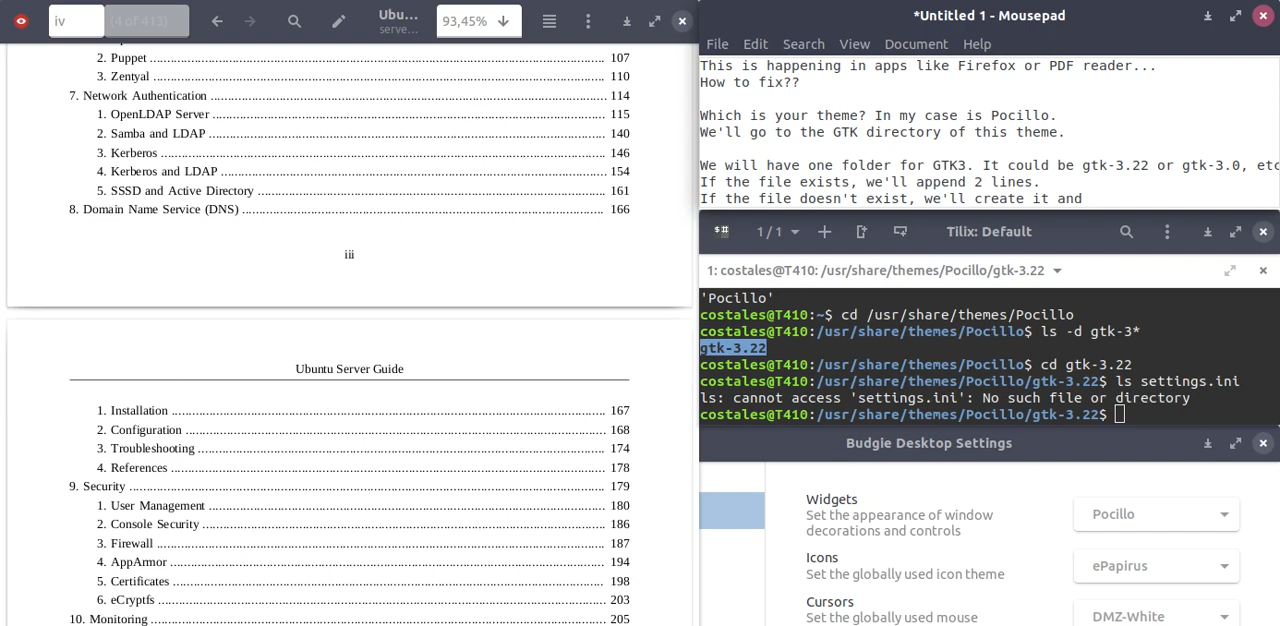 iv (4 of 413) Ubu... serve... 93,45%
2. Puppet 107
3. Zentyal 110
7. Network Authentication 114
1. OpenLDAP Server 115
2. Samba and LDAP 140
3. Kerberos 146
4. Kerberos and LDAP 154
5. SSSD and Active Directory 161
8. Domain Name Service (DNS) 166
iii
Ubuntu Server Guide
1. Installation 167
2. Configuration 168
3. Troubleshooting 174
4. References 178
9. Security 179
1. User Management 180
2. Console Security 186
3. Firewall 187
4. AppArmor 194
5. Certificates 198
6. eCryptfs 203
10. Monitoring 205
*Untitled 1 - Mousepad
File Edit Search View Document Help
This is happening in apps like Firefox or PDF reader...
How to fix??
Which is your theme? In my case is Pocillo.
We'll go to the GTK directory of this theme.
We will have one folder for GTK3. It could be gtk-3.22 or gtk-3.0, etc
If the file exists, we'll append 2 lines.
If the file doesn't exist, we'll create it and
1 / 1 Tilix: Default
1: costales@T410: /usr/share/themes/Pocillo/gtk-3.22
'Pocillo'
costales@T410:~$ cd /usr/share/themes/Pocillo
costales@T410:/usr/share/themes/Pocillo$ ls -d gtk-3*
gtk-3.22
costales@T410:/usr/share/themes/Pocillo$ cd gtk-3.22
costales@T410:/usr/share/themes/Pocillo/gtk-3.22$ ls settings.ini
ls: cannot access 'settings.ini': No such file or directory
costales@T410:/usr/share/themes/Pocillo/gtk-3.22$
Budgie Desktop Settings
Widgets
Set the appearance of window
decorations and controls
Pocillo
Icons
Set the globally used icon theme
ePapirus
Cursors
Set the globally used mouse
DMZ-White